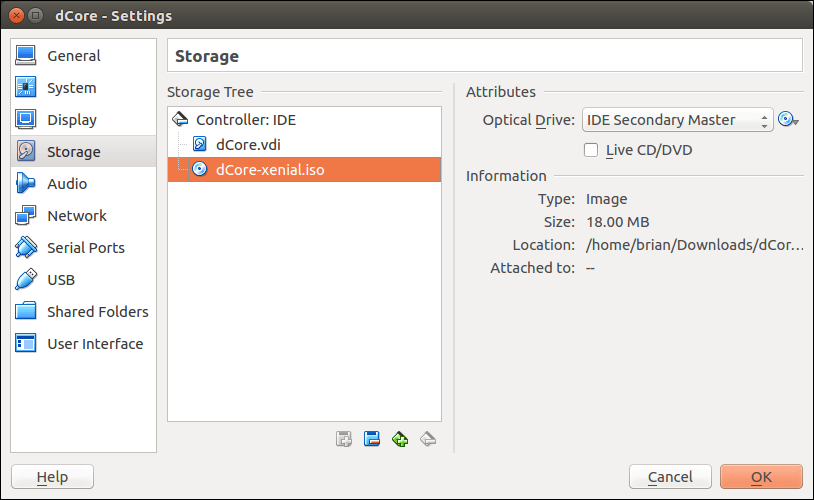 dCore - Settings
General
System
Display
Storage
Audio
Network
Serial Ports
USB
Shared Folders
User Interface
Storage
Storage Tree
Controller: IDE
dCore.vdi
dCore-xenial.iso
Attributes
Optical Drive: IDE Secondary Master
Live CD/DVD
Information
Type: Image
Size: 18.00 MB
Location: /home/brian/Downloads/dCor...
Attached to: --
Help
Cancel
OK